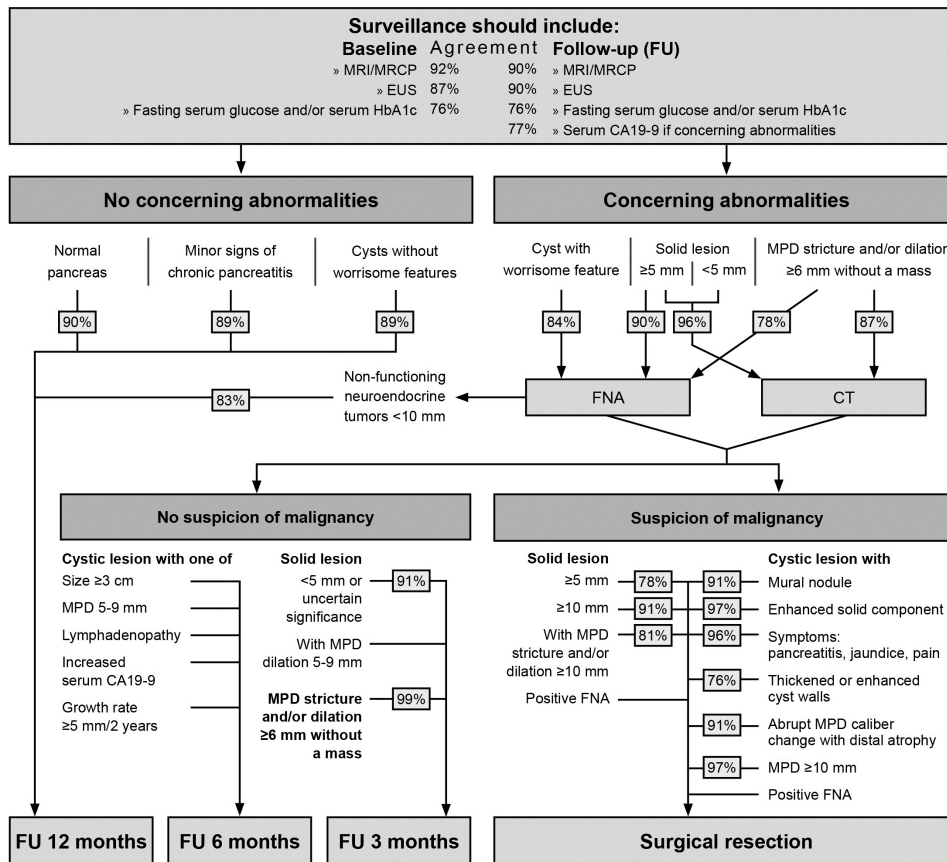 Surveillance should include:
Baseline Agreement Follow-up (FU)
» MRI/MRCP 92% 90% » MRI/MRCP
» EUS 87% 90% » EUS
» Fasting serum glucose and/or serum HbA1c 76% 76% » Fasting serum glucose and/or serum HbA1c
77% » Serum CA19-9 if concerning abnormalities
No concerning abnormalities
Concerning abnormalities
Normal
pancreas
Minor signs of
chronic pancreatitis
Cysts without
worrisome features
Cyst with
worrisome feature
Solid lesion
≥5 mm <5 mm
MPD stricture and/or dilation
≥6 mm without a mass
90% 89% 89% 84% 90% 96% 78% 87%
83%
Non-functioning
neuroendocrine
tumors <10 mm
FNA
CT
No suspicion of malignancy
Suspicion of malignancy
Cystic lesion with one of
Size ≥3 cm
MPD 5-9 mm
Lymphadenopathy
Increased
serum CA19-9
Growth rate
≥5 mm/2 years
Solid lesion
<5 mm or 91%
uncertain
significance
With MPD
dilation 5-9 mm
MPD stricture 99%
and/or dilation
≥6 mm without
a mass
Solid lesion
≥5 mm 78%
≥10 mm 91%
With MPD 81%
stricture and/or
dilation ≥10 mm
Positive FNA
Cystic lesion with
91% Mural nodule
97% Enhanced solid component
96% Symptoms:
pancreatitis, jaundice, pain
76% Thickened or enhanced
cyst walls
91% Abrupt MPD caliber
change with distal atrophy
97% MPD ≥10 mm
Positive FNA
FU 12 months
FU 6 months
FU 3 months
Surgical resection